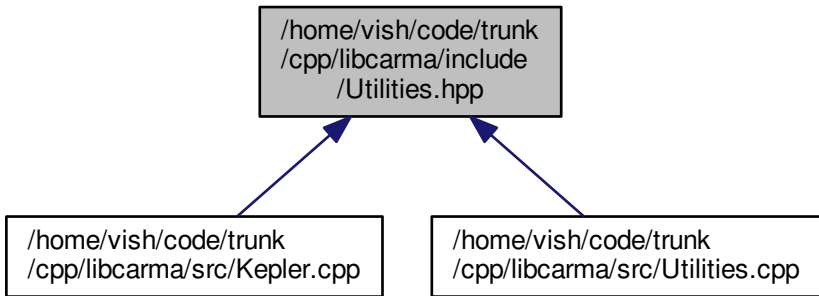 /home/vish/code/trunk
/cpp/libcarma/include
/Utilities.hpp
/home/vish/code/trunk
/cpp/libcarma/src/Kepler.cpp
/home/vish/code/trunk
/cpp/libcarma/src/Utilities.cpp